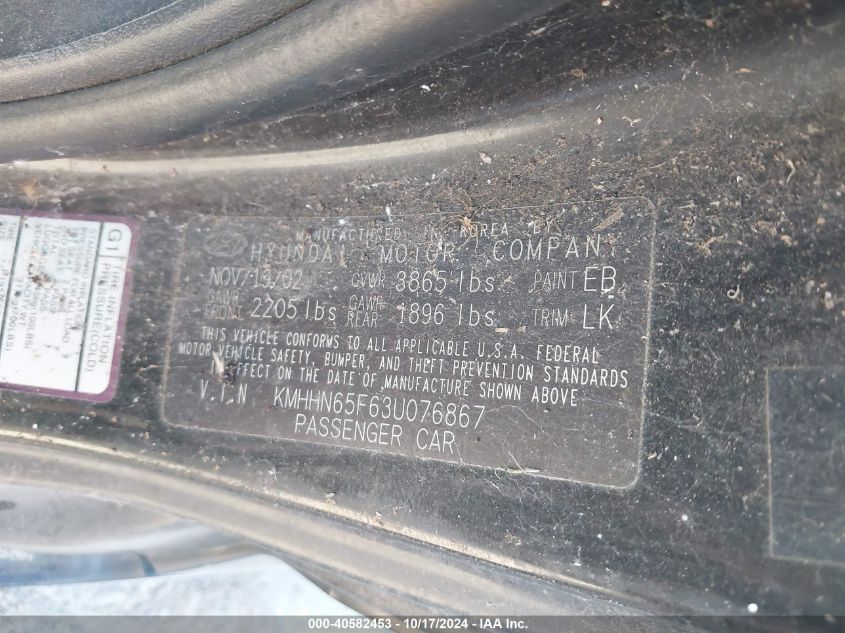 MANUFACTURED IN KOREA BY
HYUNDAI MOTOR COMPAN
NOV/13/02 GVWR 3865 lbs PAINT EB
GAWR FRONT 2205 lbs GAWR REAR 1896 lbs TRIM LK
THIS VEHICLE CONFORMS TO ALL APPLICABLE U.S.A. FEDERAL
MOTOR VEHICLE SAFETY, BUMPER, AND THEFT PREVENTION STANDARDS
IN EFFECT ON THE DATE OF MANUFACTURE SHOWN ABOVE
V.I.N KMHHN65F63U076867
PASSENGER CAR
G1 TIRE INFLATION
PRESSURE(COLD)
000-40582453 - 10/17/2024 - IAA Inc.